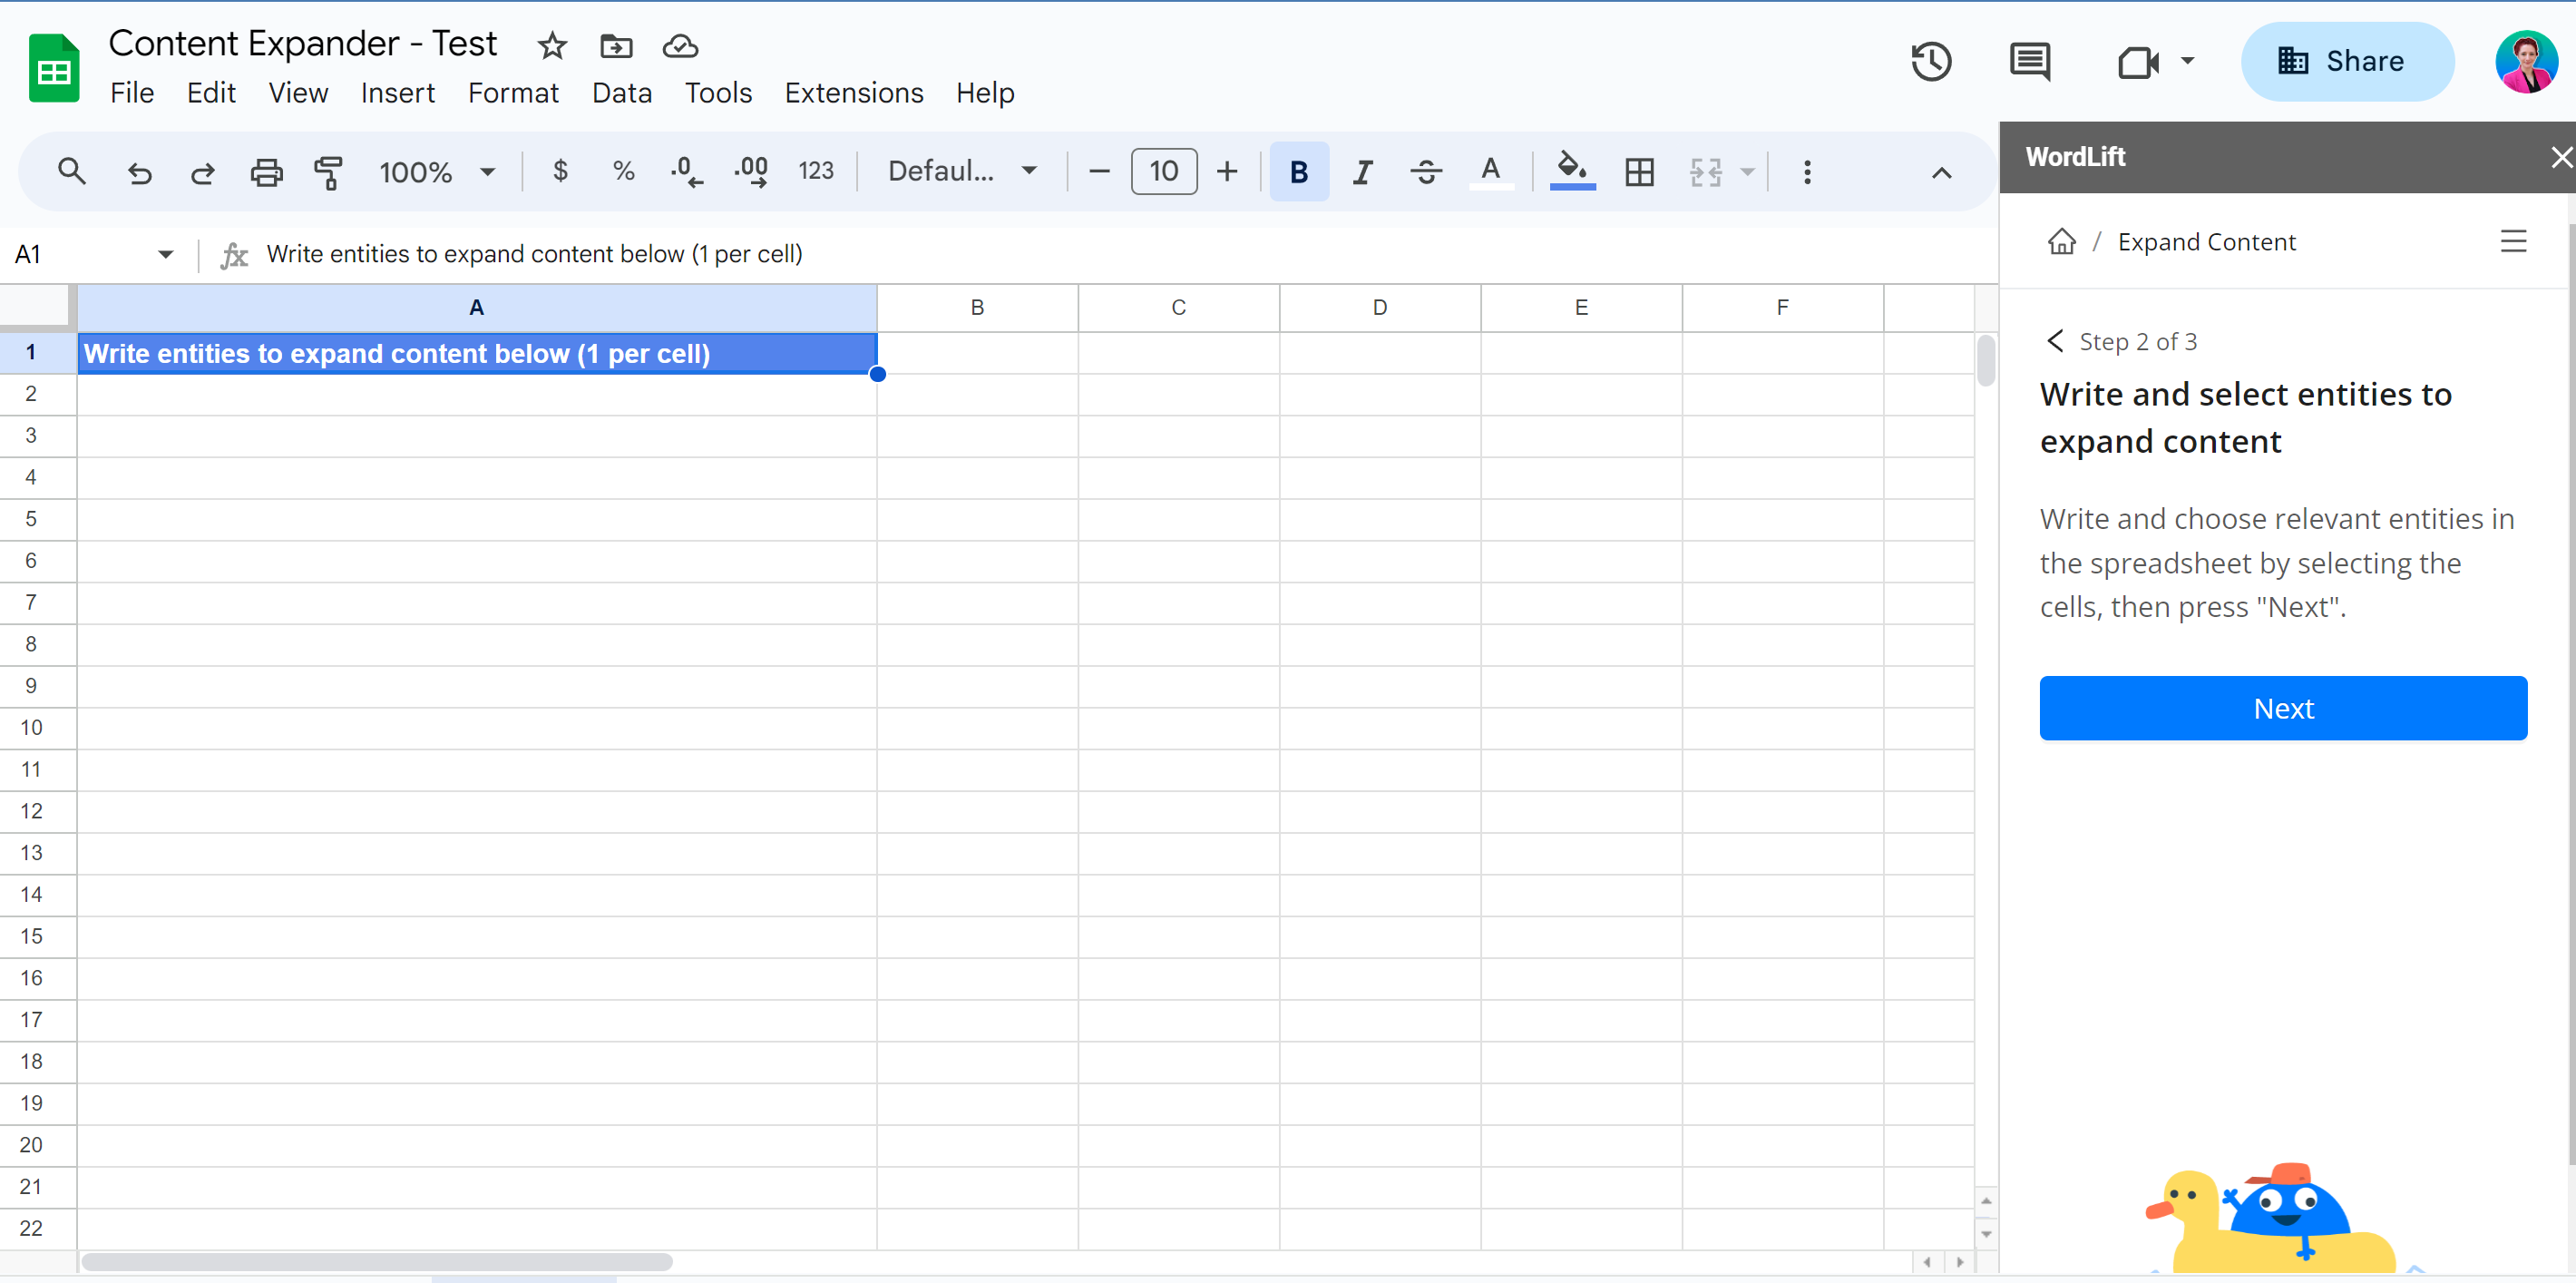 Content Expander - Test
File Edit View Insert Format Data Tools Extensions Help
Share
100% $ % .0 .00 123 Defaul... 10 B I S A
WordLift
/ Expand Content
A1 fx Write entities to expand content below (1 per cell)
A B C D E F
Step 2 of 3
1 Write entities to expand content below (1 per cell)
Write and select entities to
expand content
Write and choose relevant entities in
the spreadsheet by selecting the
cells, then press "Next".
Next
2
3
4
5
6
7
8
9
10
11
12
13
14
15
16
17
18
19
20
21
22